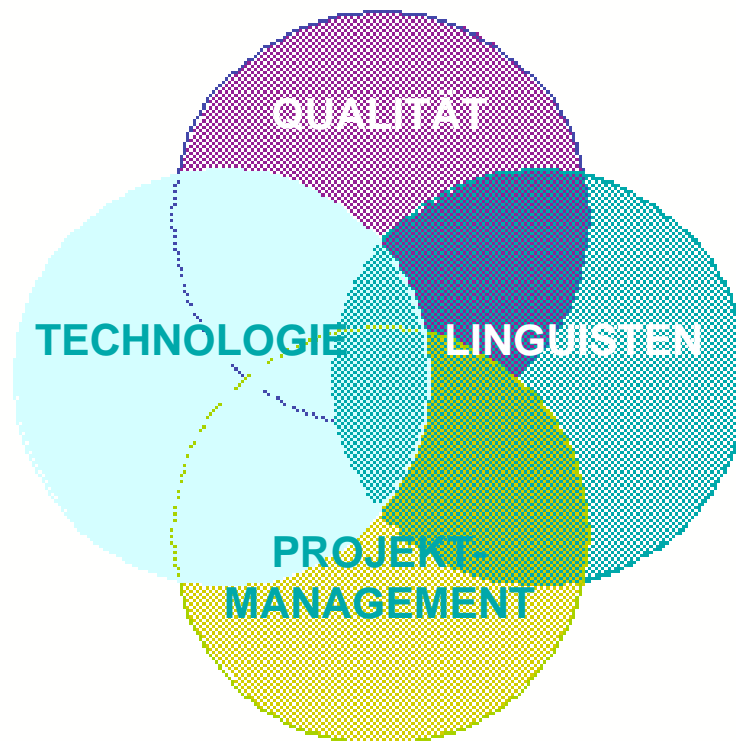 QUALITÄT
TECHNOLOGIE
LINGUISTEN
PROJEKT-
MANAGEMENT